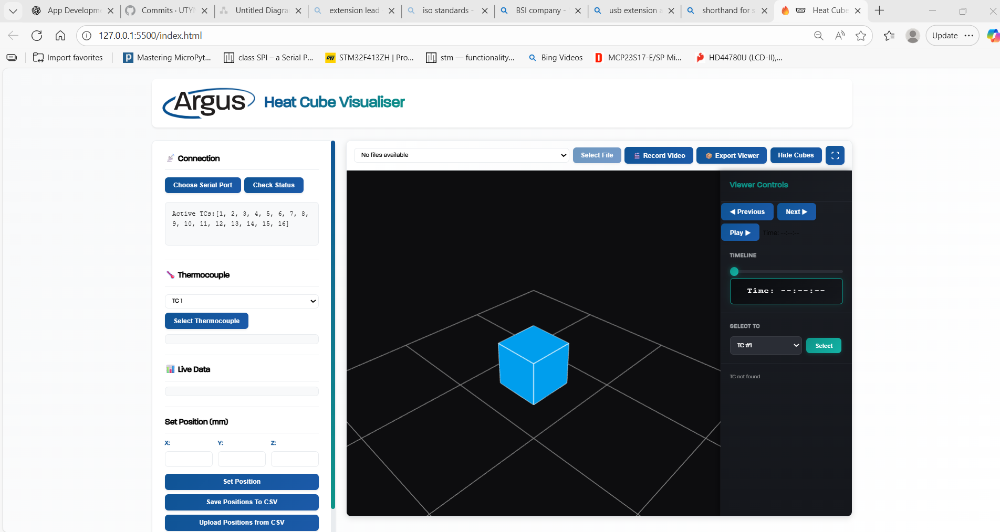 App Developme
Commits · UTYN
Untitled Diagra
extension lead
iso standards -
BSI company -
usb extension a
shorthand for s
Heat Cube
127.0.0.1:5500/index.html
Update
Import favorites
Mastering MicroPyt...
class SPI – a Serial P...
STM32F413ZH | Pro...
stm — functionality...
Bing Videos
MCP23S17-E/SP Mi...
HD44780U (LCD-II),...
Argus
Heat Cube Visualiser
Connection
Choose Serial Port
Check Status
Active TCs:[1, 2, 3, 4, 5, 6, 7, 8,
9, 10, 11, 12, 13, 14, 15, 16]
Thermocouple
TC 1
Select Thermocouple
Live Data
Set Position (mm)
X:
Y:
Z:
Set Position
Save Positions To CSV
Upload Positions from CSV
No files available
Select File
Record Video
Export Viewer
Hide Cubes
Viewer Controls
◀ Previous
Next ▶
Play ▶
Time: --:--:--
TIMELINE
Time: --:--:--
SELECT TC
TC #1
Select
TC not found